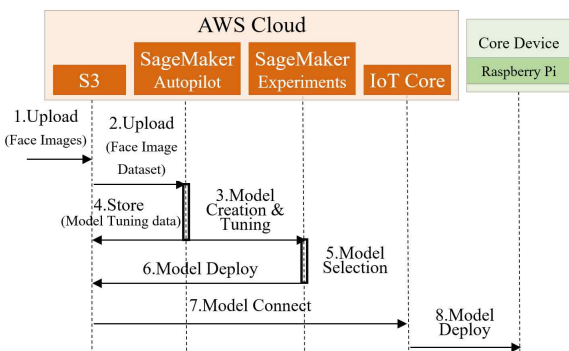 AWS Cloud
S3
SageMaker
Autopilot
SageMaker
Experiments
IoT Core
Core Device
Raspberry Pi
1.Upload
(Face Images)
2.Upload
(Face Image
Dataset)
4.Store
(Model Tuning data)
3.Model
Creation &
Tuning
5.Model
Selection
6.Model Deploy
7.Model Connect
8.Model
Deploy